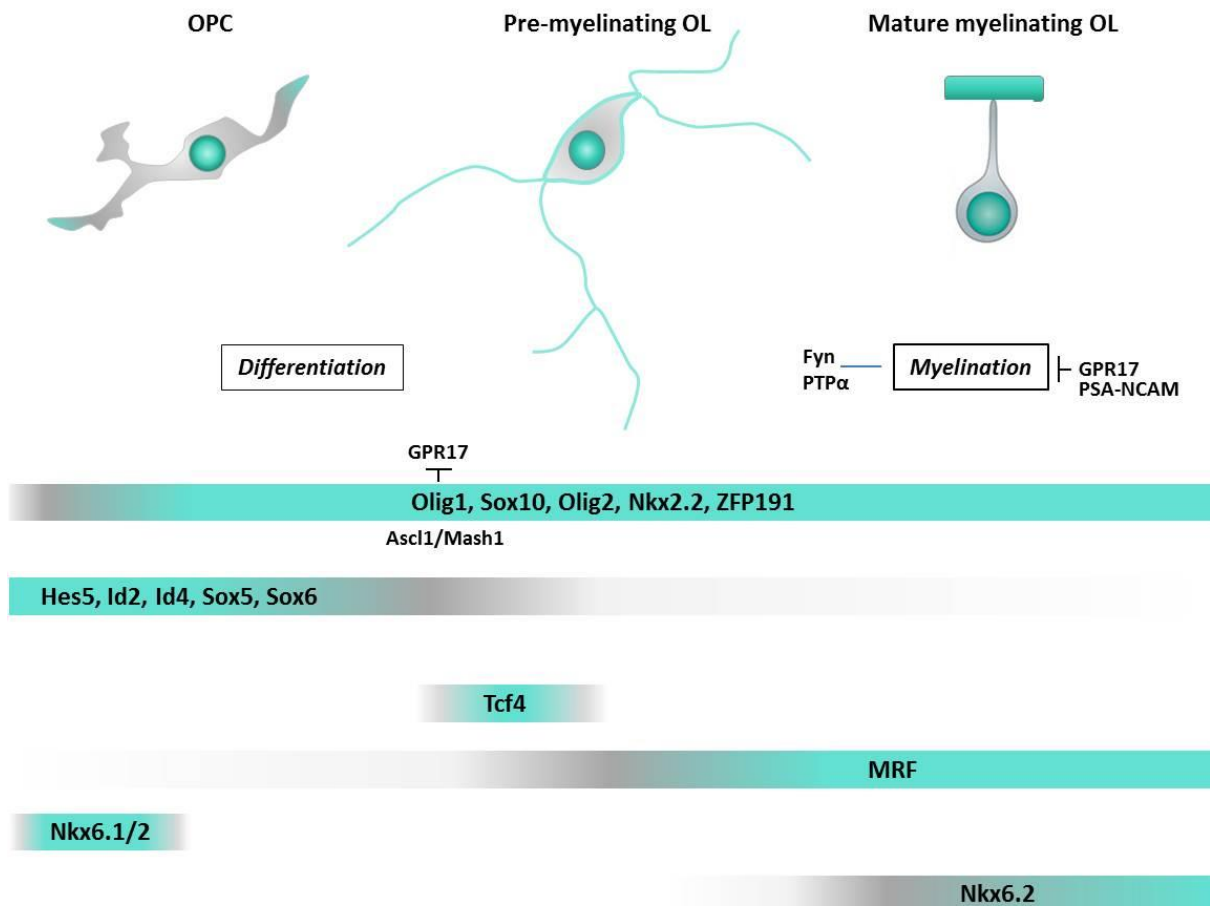 OPC
Pre-myelinating OL
Mature myelinating OL
Differentiation
Fyn
PTPα
Myelination
GPR17
PSA-NCAM
GPR17
Olig1, Sox10, Olig2, Nkx2.2, ZFP191
Ascl1/Mash1
Hes5, Id2, Id4, Sox5, Sox6
Tcf4
MRF
Nkx6.1/2
Nkx6.2